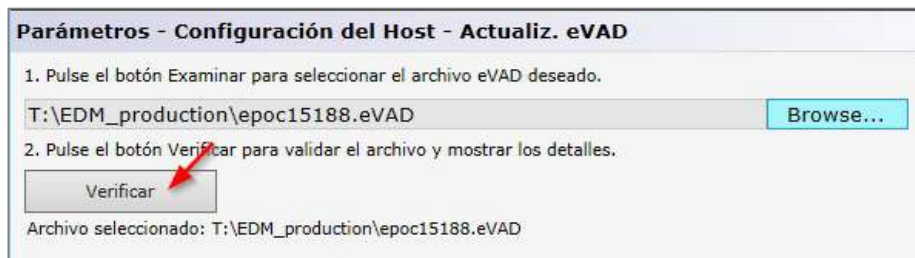 Parámetros - Configuración del Host - Actualiz. eVAD
1. Pulse el botón Examinar para seleccionar el archivo eVAD deseado.
T:\EDM_production\epoc15188.eVAD Browse...
2. Pulse el botón Verificar para validar el archivo y mostrar los detalles.
Verificar
Archivo seleccionado: T:\EDM_production\epoc15188.eVAD